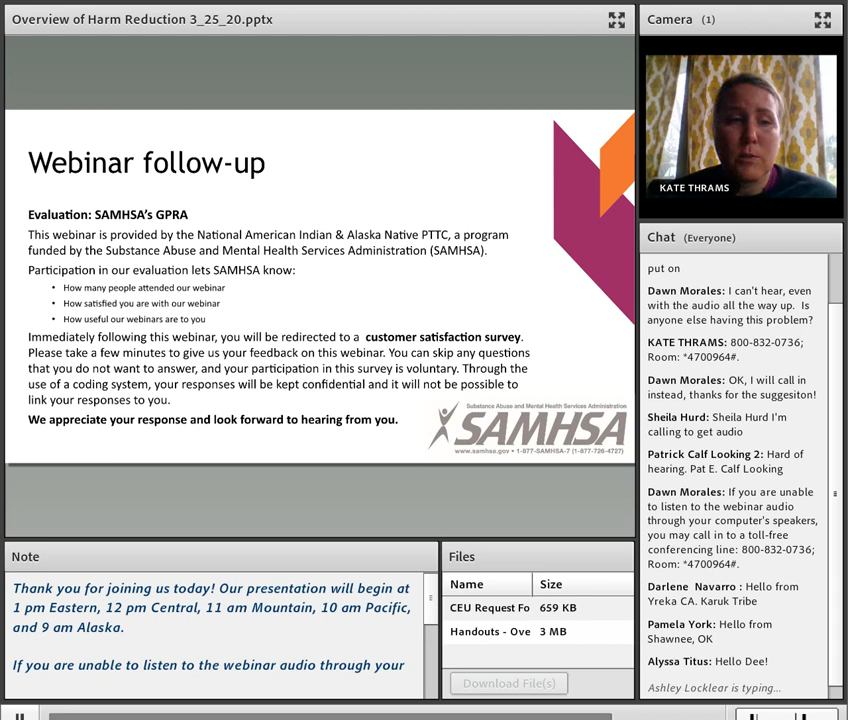 Overview of Harm Reduction 3_25_20.pptx
Webinar follow-up
Evaluation: SAMHSA's GPRA
This webinar is provided by the National American Indian & Alaska Native PTTC, a program
funded by the Substance Abuse and Mental Health Services Administration (SAMHSA).
Participation in our evaluation lets SAMHSA know:
• How many people attended our webinar
• How satisfied you are with our webinar
• How useful our webinars are to you
Immediately following this webinar, you will be redirected to a customer satisfaction survey.
Please take a few minutes to give us your feedback on this webinar. You can skip any questions
that you do not want to answer, and your participation in this survey is voluntary. Through the
use of a coding system, your responses will be kept confidential and it will not be possible to
link your responses to you.
We appreciate your response and look forward to hearing from you.
Substance Abuse and Mental Health Services Administration
SAMHSA
www.samhsa.gov • 1-877-SAMHSA-7 (1-877-726-4727)
Note
Thank you for joining us today! Our presentation will begin at
1 pm Eastern, 12 pm Central, 11 am Mountain, 10 am Pacific,
and 9 am Alaska.
If you are unable to listen to the webinar audio through your
Files
Name Size
CEU Request Fo 659 KB
Handouts - Ove 3 MB
Download File(s)
Camera (1)
KATE THRAMS
Chat (Everyone)
put on
Dawn Morales: I can't hear, even
with the audio all the way up. Is
anyone else having this problem?
KATE THRAMS: 800-832-0736;
Room: *4700964#.
Dawn Morales: OK, I will call in
instead, thanks for the suggesiton!
Sheila Hurd: Sheila Hurd I'm
calling to get audio
Patrick Calf Looking 2: Hard of
hearing. Pat E. Calf Looking
Dawn Morales: If you are unable
to listen to the webinar audio
through your computer's speakers,
you may call in to a toll-free
conferencing line: 800-832-0736;
Room: *4700964#.
Darlene Navarro : Hello from
Yreka CA. Karuk Tribe
Pamela York: Hello from
Shawnee, OK
Alyssa Titus: Hello Dee!
Ashley Locklear is typing...